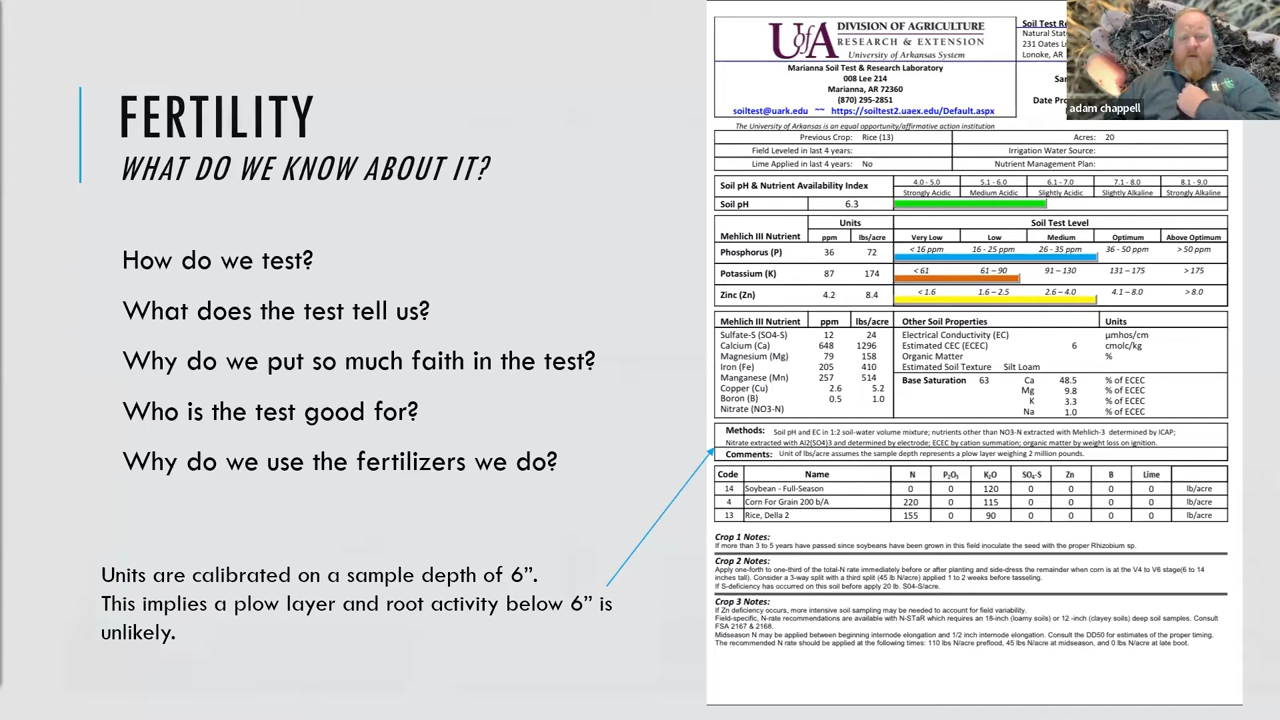 FERTILITY
WHAT DO WE KNOW ABOUT IT?
How do we test?
What does the test tell us?
Why do we put so much faith in the test?
Who is the test good for?
Why do we use the fertilizers we do?
Units are calibrated on a sample depth of 6”.
This implies a plow layer and root activity below 6” is
unlikely.
UofA DIVISION OF AGRICULTURE
RESEARCH & EXTENSION
University of Arkansas System
Marianna Soil Test & Research Laboratory
008 Lee 214
Marianna, AR 72360
(870) 295-2851
soiltest@uark.edu ~~ https://soiltest2.uaex.edu/Default.aspx
Soil Test Re
Natural State
231 Oates Ln
Lonoke, AR
Sa
Date Pro
adam chappell
The University of Arkansas is an equal opportunity/affirmative action institution
Previous Crop: Rice (13) Acres: 20
Field Leveled in last 4 years: Irrigation Water Source:
Lime Applied in last 4 years: No Nutrient Management Plan:
Soil pH & Nutrient Availability Index 4.0 - 5.0 5.1 - 6.0 6.1 - 7.0 7.1 - 8.0 8.1 - 9.0
Strongly Acidic Medium Acidic Slightly Acidic Slightly Alkaline Strongly Alkaline
Soil pH 6.3
Units Soil Test Level
Mehlich III Nutrient ppm lbs/acre Very Low Low Medium Optimum Above Optimum
Phosphorus (P) 36 72 < 16 ppm 16 - 25 ppm 26 - 35 ppm 36 - 50 ppm > 50 ppm
Potassium (K) 87 174 < 61 61 – 90 91 – 130 131 – 175 > 175
Zinc (Zn) 4.2 8.4 < 1.6 1.6 – 2.5 2.6 – 4.0 4.1 – 8.0 > 8.0
Mehlich III Nutrient ppm lbs/acre Other Soil Properties Units
Sulfate-S (SO4-S) 12 24 Electrical Conductivity (EC) µmhos/cm
Calcium (Ca) 648 1296 Estimated CEC (ECEC) 6 cmolc/kg
Magnesium (Mg) 79 158 Organic Matter %
Iron (Fe) 205 410 Estimated Soil Texture Silt Loam
Manganese (Mn) 257 514 Base Saturation 63 Ca 48.5 % of ECEC
Copper (Cu) 2.6 5.2 Mg 9.8 % of ECEC
Boron (B) 0.5 1.0 K 3.3 % of ECEC
Nitrate (NO3-N) Na 1.0 % of ECEC
Methods: Soil pH and EC in 1:2 soil-water volume mixture; nutrients other than NO3-N extracted with Mehlich-3 determined by ICAP;
Nitrate extracted with Al2(SO4)3 and determined by electrode; ECEC by cation summation; organic matter by weight loss on ignition.
Comments: Unit of lbs/acre assumes the sample depth represents a plow layer weighing 2 million pounds.
Code Name N P₂O₅ K₂O SO₄-S Zn B Lime
14 Soybean - Full-Season 0 0 120 0 0 0 0 lb/acre
4 Corn For Grain 200 b/A 220 0 115 0 0 0 0 lb/acre
13 Rice, Della 2 155 0 90 0 0 0 0 lb/acre
Crop 1 Notes:
If more than 3 to 5 years have passed since soybeans have been grown in this field inoculate the seed with the proper Rhizobium sp.
Crop 2 Notes:
Apply one-forth to one-third of the total-N rate immediately before or after planting and side-dress the remainder when corn is at the V4 to V6 stage(6 to 14
inches tall). Consider a 3-way split with a third split (45 lb N/acre) applied 1 to 2 weeks before tasseling.
If S-deficiency has occurred on this soil before apply 20 lb. S04-S/acre.
Crop 3 Notes:
If Zn deficiency occurs, more intensive soil sampling may be needed to account for field variability.
Field-specific, N-rate recommendations are available with N-STaR which requires an 18-inch (loamy soils) or 12 -inch (clayey soils) deep soil samples. Consult
FSA 2167 & 2168.
Midseason N may be applied between beginning internode elongation and 1/2 inch internode elongation. Consult the DD50 for estimates of the proper timing.
The recommended N rate should be applied at the following times: 110 lbs N/acre preflood, 45 lbs N/acre at midseason, and 0 lbs N/acre at late boot.